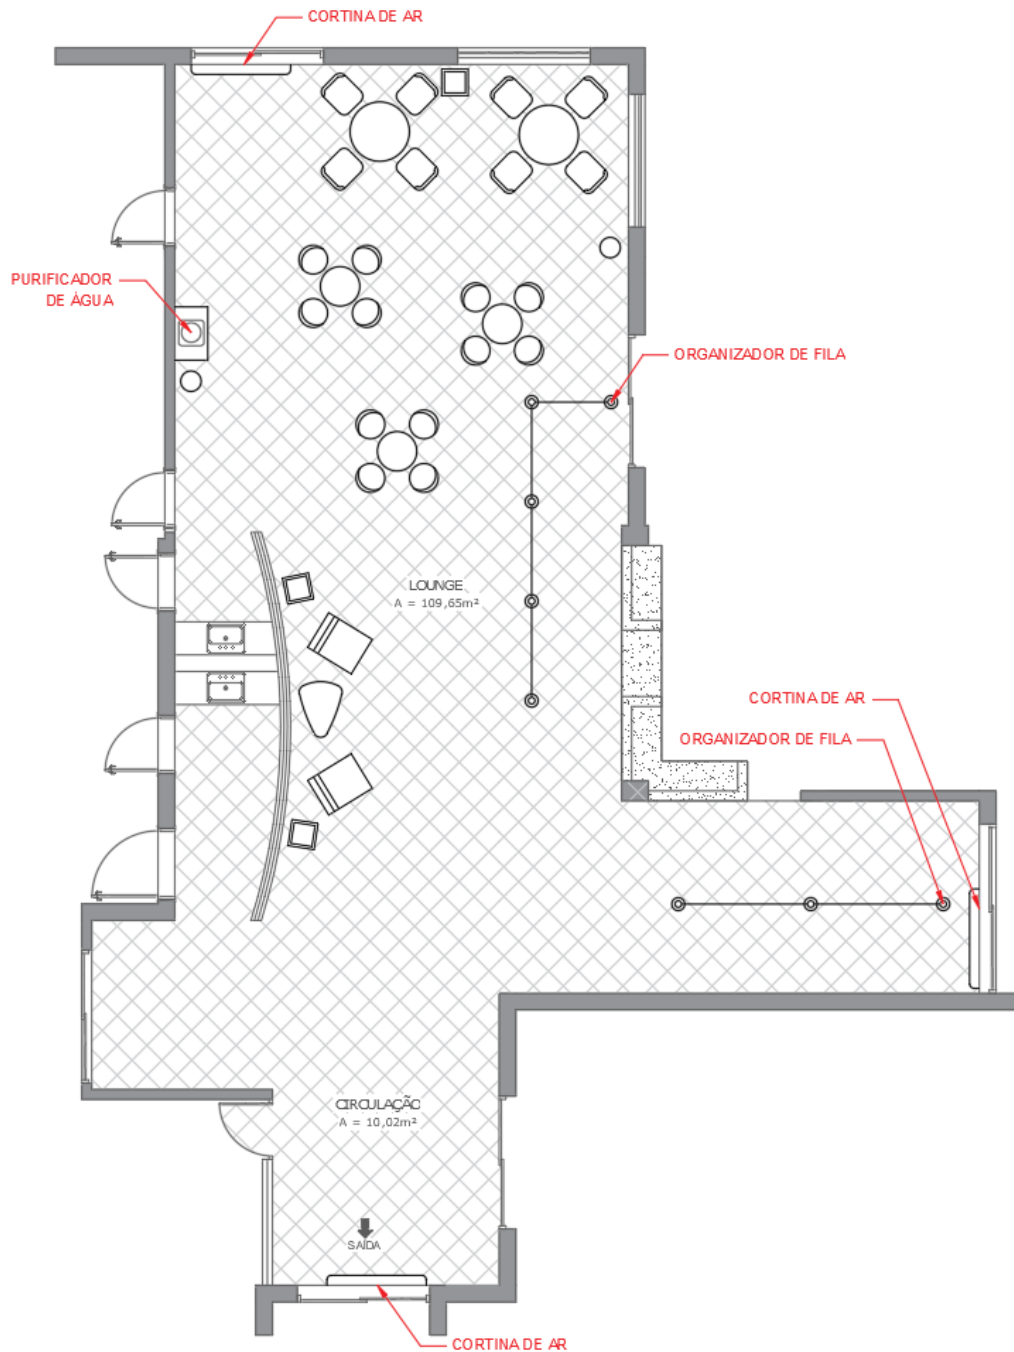 CORTINA DE AR
PURIFICADOR
DE ÁGUA
ORGANIZADOR DE FILA
LOUNGE
A = 109,65m²
CORTINA DE AR
ORGANIZADOR DE FILA
CIRCULAÇÃO
A = 10,02m²
SAÍDA
CORTINA DE AR